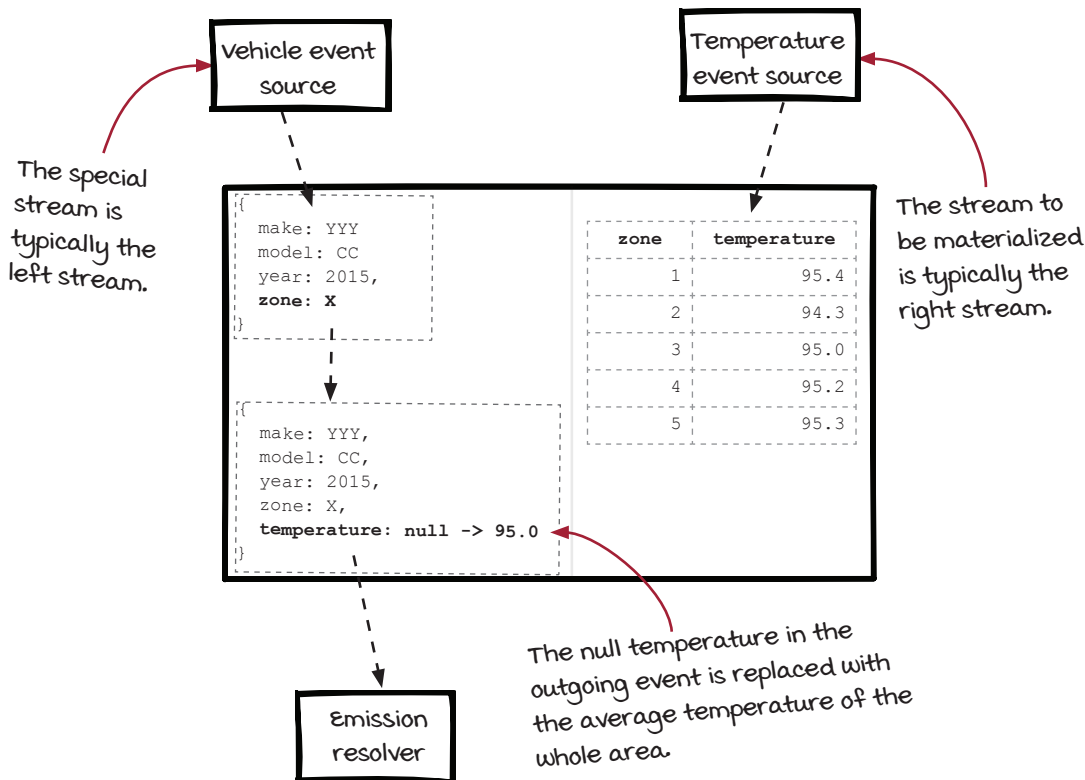 Vehicle event
source
Temperature
event source
The special
stream is
typically the
left stream.
The stream to
be materialized
is typically the
right stream.
{
make: YYY
model: CC
year: 2015,
zone: X
}
zone temperature
1 95.4
2 94.3
3 95.0
4 95.2
5 95.3
{
make: YYY,
model: CC,
year: 2015,
zone: X,
temperature: null -> 95.0
}
The null temperature in the
outgoing event is replaced with
the average temperature of the
whole area.
Emission
resolver